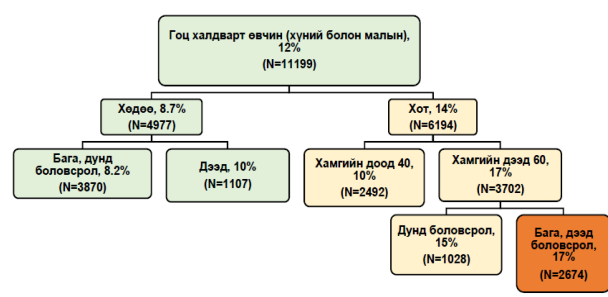 Гоц халдварт өвчин (хүний болон малын),
12%
(N=11199)
Хөдөө, 8.7%
(N=4977)
Хот, 14%
(N=6194)
Бага, дунд
боловсрол, 8.2%
(N=3870)
Дээд, 10%
(N=1107)
Хамгийн доод 40,
10%
(N=2492)
Хамгийн дээд 60,
17%
(N=3702)
Дунд боловсрол,
15%
(N=1028)
Бага, дээд
боловсрол,
17%
(N=2674)